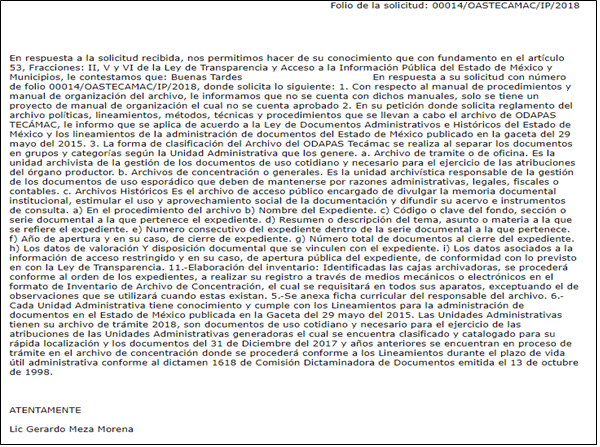 Folio de la solicitud: 00014/OASTECAMAC/IP/2018
En respuesta a la solicitud recibida, nos permitimos hacer de su conocimiento que con fundamento en el artículo
53, Fracciones: II, V y VI de la Ley de Transparencia y Acceso a la Información Pública del Estado de México y
Municipios, le contestamos que: Buenas Tardes En respuesta a su solicitud con número
de folio 00014/OASTECAMAC/IP/2018, donde solicita lo siguiente: 1. Con respecto al manual de procedimientos y
manual de organización del archivo, le informamos que no se cuenta con dichos manuales, solo se tiene un
proyecto de manual de organización el cual no se cuenta aprobado 2. En su petición donde solicita reglamento del
archivo políticas, lineamientos, métodos, técnicas y procedimientos que se llevan a cabo el archivo de ODAPAS
TECÁMAC, le informo que se aplica de acuerdo a la Ley de Documentos Administrativos e Históricos del Estado de
México y los lineamientos de la administración de documentos del Estado de México publicado en la gaceta del 29
mayo del 2015. 3. La forma de clasificación del Archivo del ODAPAS Tecámac se realiza al separar los documentos
en grupos y categorías según la Unidad Administrativa que los genere. a. Archivo de tramite o de oficina. Es la
unidad archivista de la gestión de los documentos de uso cotidiano y necesario para el ejercicio de las atribuciones
del órgano productor. b. Archivos de concentración o generales. Es la unidad archivística responsable de la gestión
de los documentos de uso esporádico que deben de mantenerse por razones administrativas, legales, fiscales o
contables. c. Archivos Históricos Es el archivo de acceso público encargado de divulgar la memoria documental
institucional, estimular el uso y aprovechamiento social de la documentación y difundir su acervo e instrumentos
de consulta. a) En el procedimiento del archivo b) Nombre del Expediente. c) Código o clave del fondo, sección o
serie documental a la que pertenece el expediente. d) Resumen o descripción del tema, asunto o materia a la que
se refiere el expediente. e) Numero consecutivo del expediente dentro de la serie documental a la que pertenece.
f) Año de apertura y en su caso, de cierre de expediente. g) Número total de documentos al cierre del expediente.
h) Los datos de valoración Y disposición documental que se vinculen con el expediente. i) Los datos asociados a la
información de acceso restringido y en su caso, de apertura pública del expediente, de conformidad con lo previsto
en con la Ley de Transparencia. 11.-Elaboración del inventario: Identificadas las cajas archivadoras, se procederá
conforme al orden de los expedientes, a realizar su registro a través de medios mecánicos o electrónicos en el
formato de Inventario de Archivo de Concentración, el cual se requisitará en todos sus aparatos, exceptuando el de
observaciones que se utilizará cuando estas existan. 5.-Se anexa ficha curricular del responsable del archivo. 6.-
Cada Unidad Administrativa tiene conocimiento y cumple con los Lineamientos para la administración de
documentos en el Estado de México publicada en la Gaceta del 29 mayo del 2015. Las Unidades Administrativas
tienen su archivo de trámite 2018, son documentos de uso cotidiano y necesario para el ejercicio de las
atribuciones de las Unidades Administrativas generadoras el cual se encuentra clasificado y catalogado para su
rápida localización y los documentos del 31 de Diciembre del 2017 y años anteriores se encuentran en proceso de
trámite en el archivo de concentración donde se procederá conforme a los Lineamientos durante el plazo de vida
útil administrativa conforme al dictamen 1618 de Comisión Dictaminadora de Documentos emitida el 13 de octubre
de 1998.
ATENTAMENTE
Lic Gerardo Meza Morena